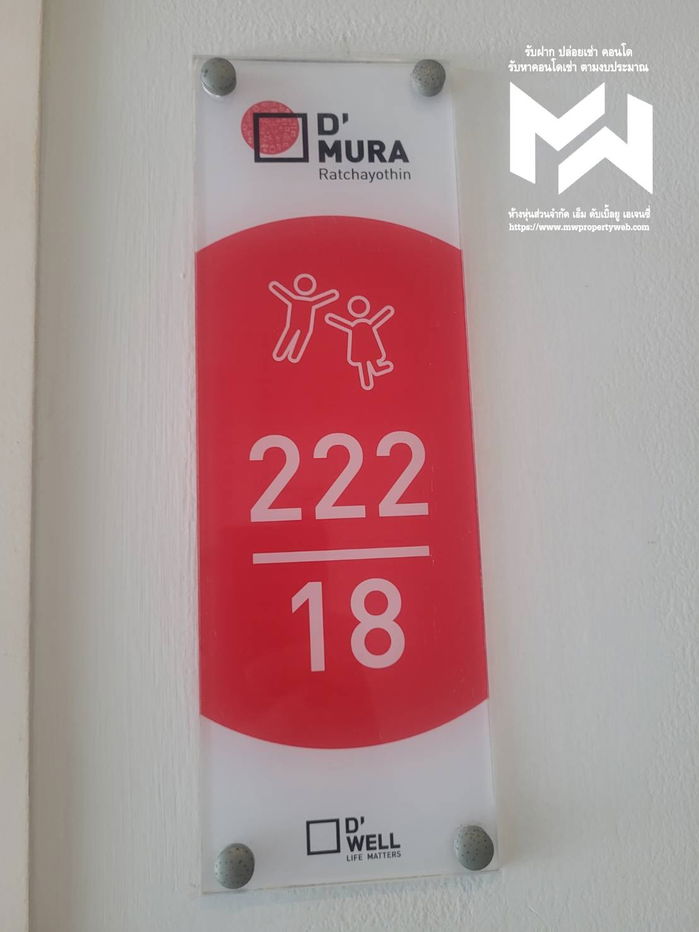 รับฝาก ปล่อยเช่า คอนโด
รับหาคอนโดเช่า ตามงบประมาณ
MW
ห้างหุ้นส่วนจำกัด เอ็ม ดับเบิ้ลยู เอเจนซี่
https://www.mwpropertyweb.com
D'
MURA
Ratchayothin
222
18
D'
WELL
LIFE MATTERS